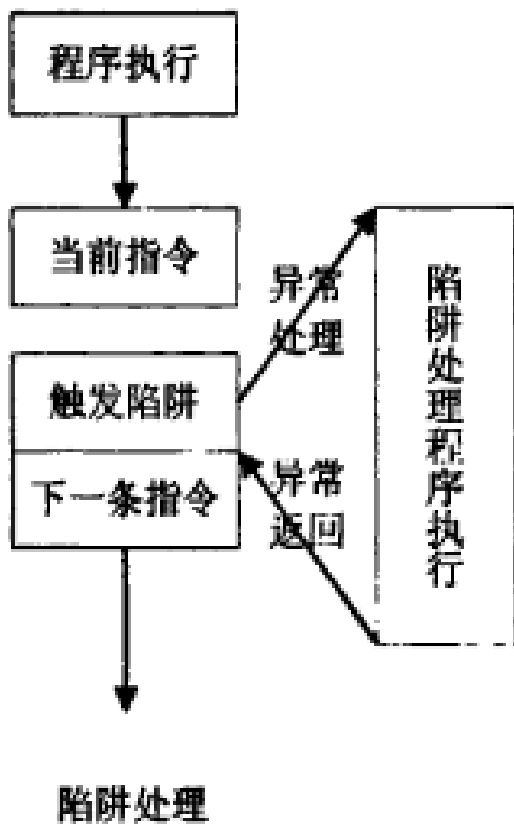 程序执行
当前指令
异常
处理
陷阱处理程序执行
触发陷阱
下一条指令
异常
返回
陷阱处理